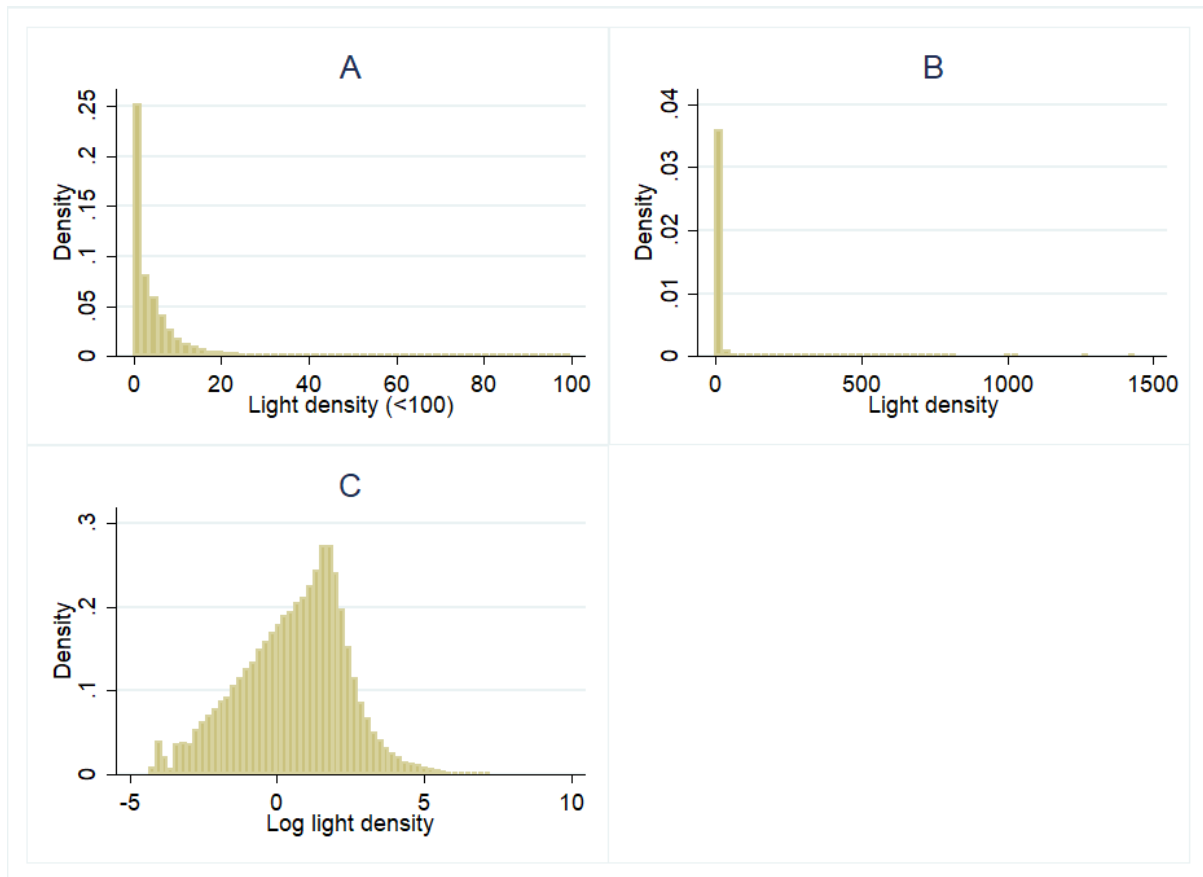 A
Density
0 .05 .1 .15 .2 .25
0 20 40 60 80 100
Light density (<100)
B
Density
0 .01 .02 .03 .04
0 500 1000 1500
Light density
C
Density
0 .1 .2 .3
-5 0 5 10
Log light density